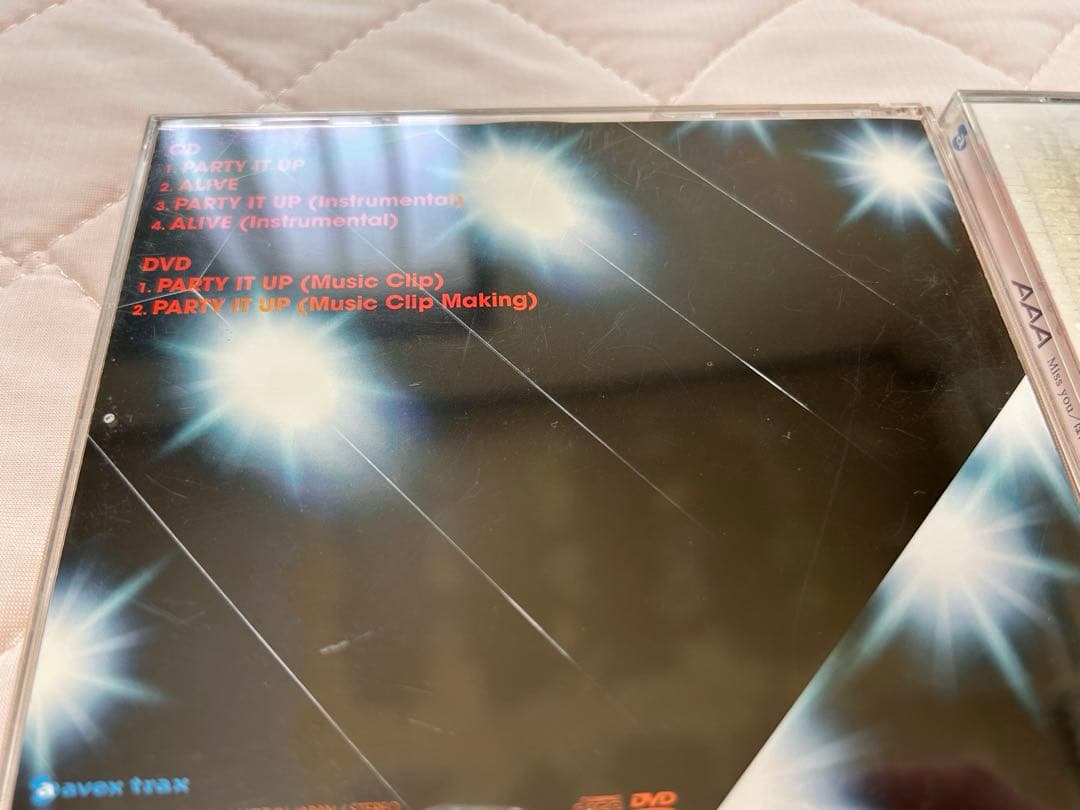 CD
1. PARTY IT UP
2. ALIVE
3. PARTY IT UP (Instrumental)
4. ALIVE (Instrumental)
DVD
1. PARTY IT UP (Music Clip)
2. PARTY IT UP (Music Clip Making)
avex trax
/ STEREO
DVD
AAA Miss you/